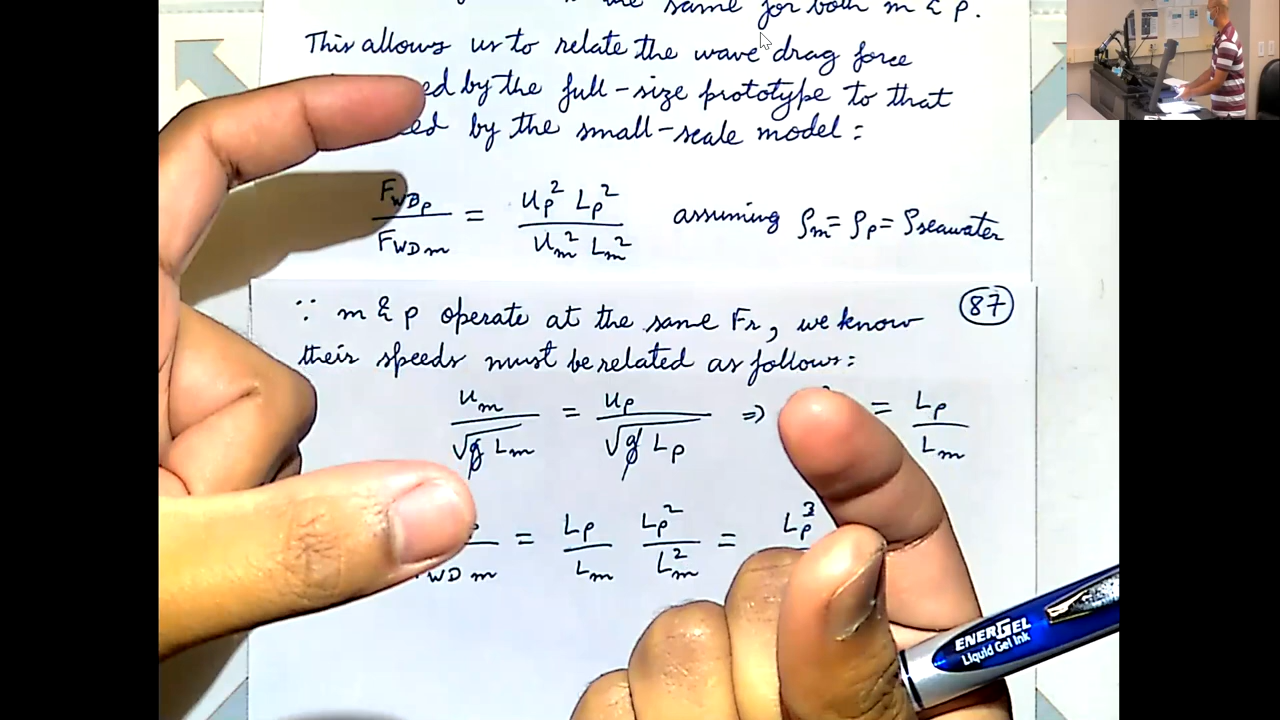 are same for both m & p.
This allows us to relate the wave drag force
by the full-size prototype to that
by the small-scale model:
F_WDp / F_WDm = U_p² L_p² / U_m² L_m² assuming ρ_m = ρ_p = ρ_seawater
∵ m & p operate at the same Fr, we know (87)
their speeds must be related as follows:
U_m / √g L_m = U_p / √g L_p ⇒ = L_p / L_m
WDm = L_p / L_m L_p² / L_m² = L_p³
ENERGEL
Liquid Gel Ink